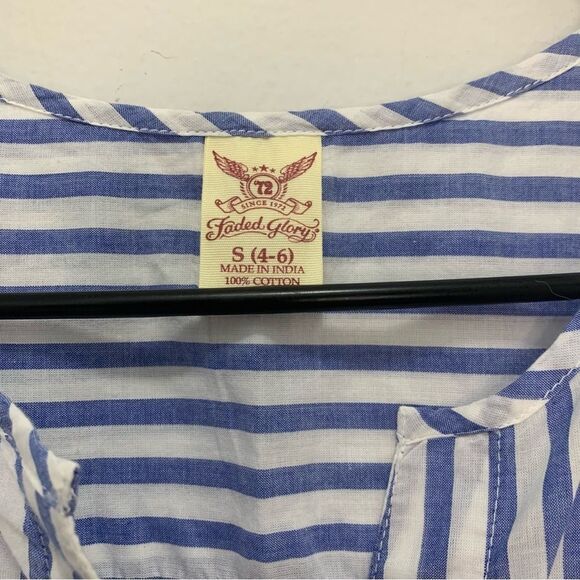 72
SINCE 1972
Faded Glory
S (4-6)
MADE IN INDIA
100% COTTON